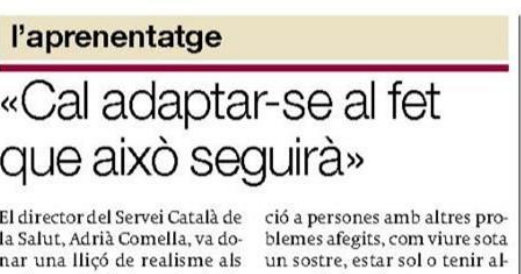 l'aprenentatge
«Cal adaptar-se al fet
que això seguirà»
El director del Servei Català de
la Salut, Adrià Comella, va do-
nar una lliçó de realisme als
ció a persones amb altres pro-
blemes afegits, com viure sota
un sostre, estar sol o tenir al-